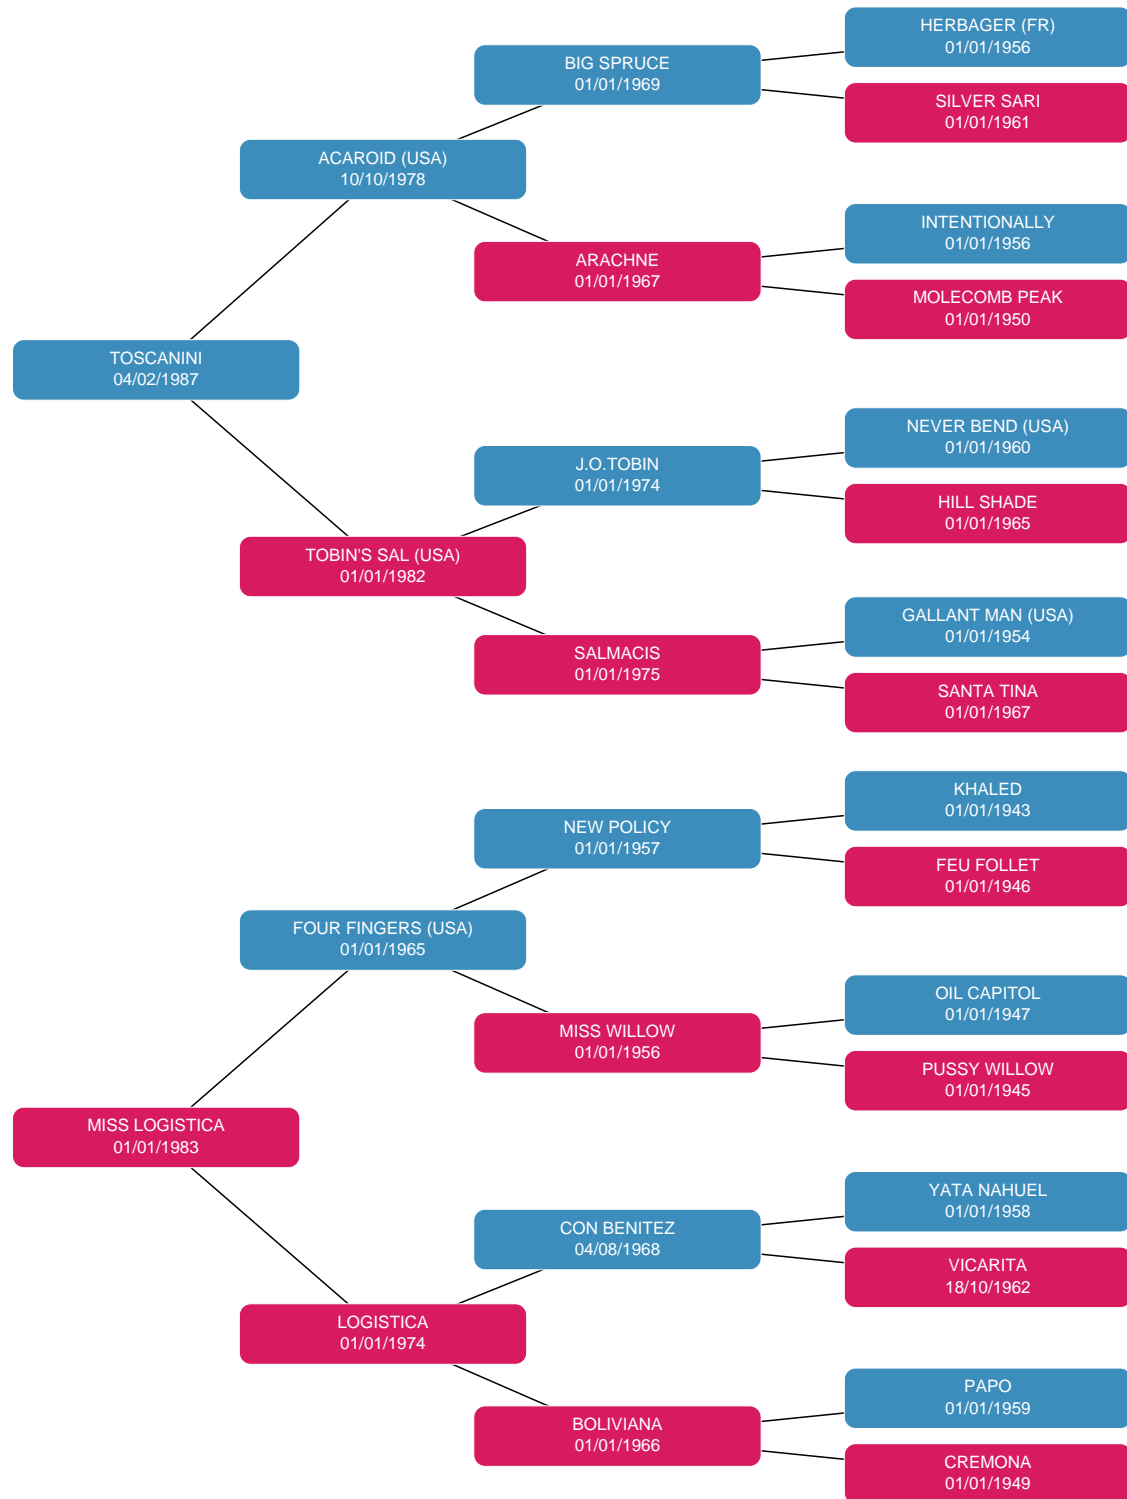 HERBAGER (FR)
01/01/1956
BIG SPRUCE
01/01/1969
SILVER SARI
01/01/1961
ACAROID (USA)
10/10/1978
INTENTIONALLY
01/01/1956
ARACHNE
01/01/1967
MOLECOMB PEAK
01/01/1950
TOSCANINI
04/02/1987
NEVER BEND (USA)
01/01/1960
J.O.TOBIN
01/01/1974
HILL SHADE
01/01/1965
TOBIN'S SAL (USA)
01/01/1982
GALLANT MAN (USA)
01/01/1954
SALMACIS
01/01/1975
SANTA TINA
01/01/1967
KHALED
01/01/1943
NEW POLICY
01/01/1957
FEU FOLLET
01/01/1946
FOUR FINGERS (USA)
01/01/1965
OIL CAPITOL
01/01/1947
MISS WILLOW
01/01/1956
PUSSY WILLOW
01/01/1945
MISS LOGISTICA
01/01/1983
YATA NAHUEL
01/01/1958
CON BENITEZ
04/08/1968
VICARITA
18/10/1962
LOGISTICA
01/01/1974
PAPO
01/01/1959
BOLIVIANA
01/01/1966
CREMONA
01/01/1949